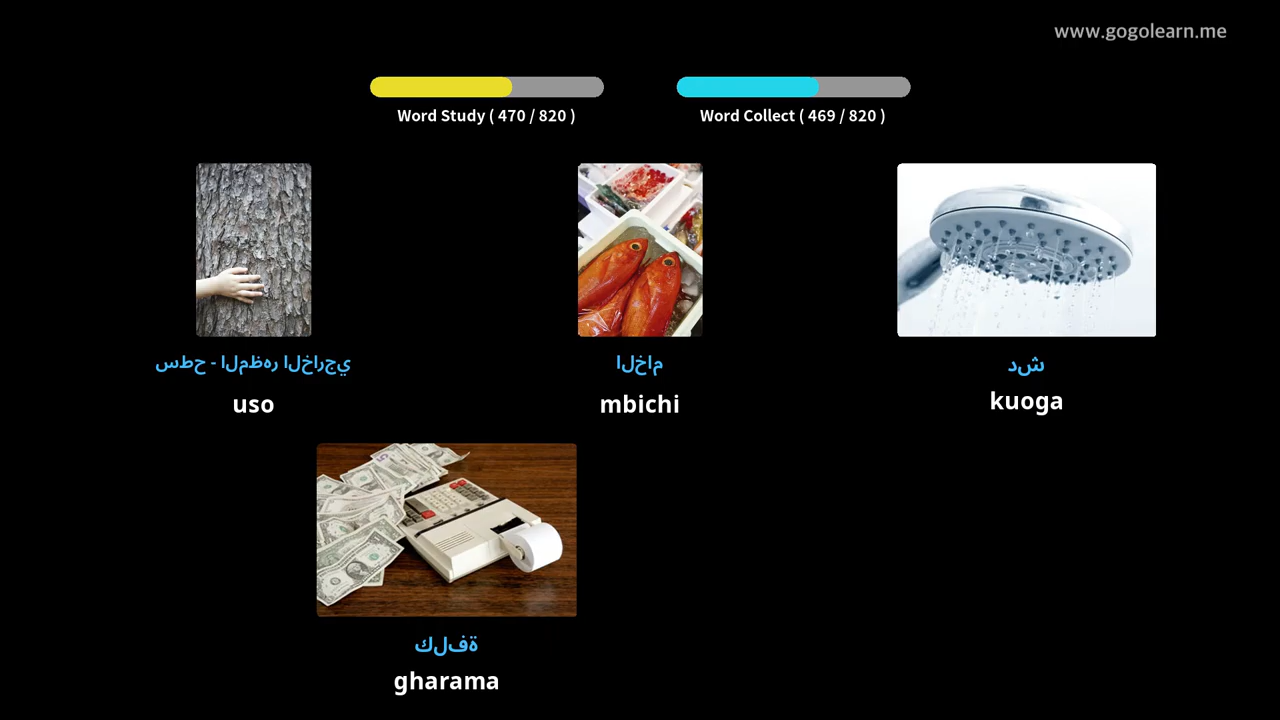 www.gogolearn.me
Word Study ( 470 / 820 )
Word Collect ( 469 / 820 )
سطح - المظهر الخارجي
uso
الخام
mbichi
دش
kuoga
كلفة
gharama